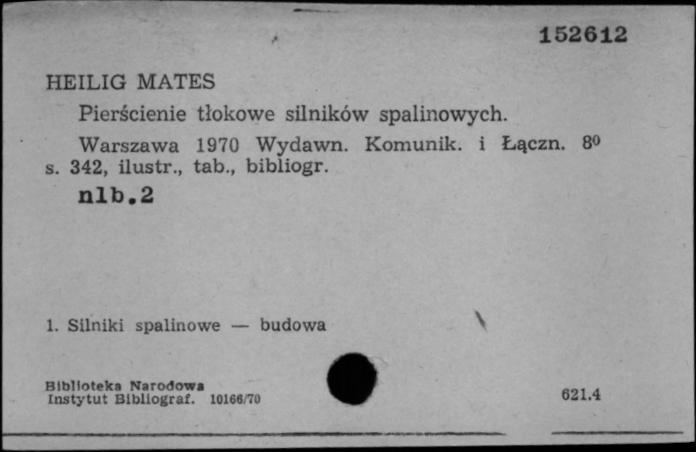 152612
HEILIG MATES
Pierścienie tłokowe silników spalinowych.
Warszawa 1970 Wydawn. Komunik. i Łączn. 8⁰
s. 342, ilustr., tab., bibliogr.
nlb.2
1. Silniki spalinowe — budowa
Biblioteka Narodowa
Instytut Bibliograf. 10166/70
621.4